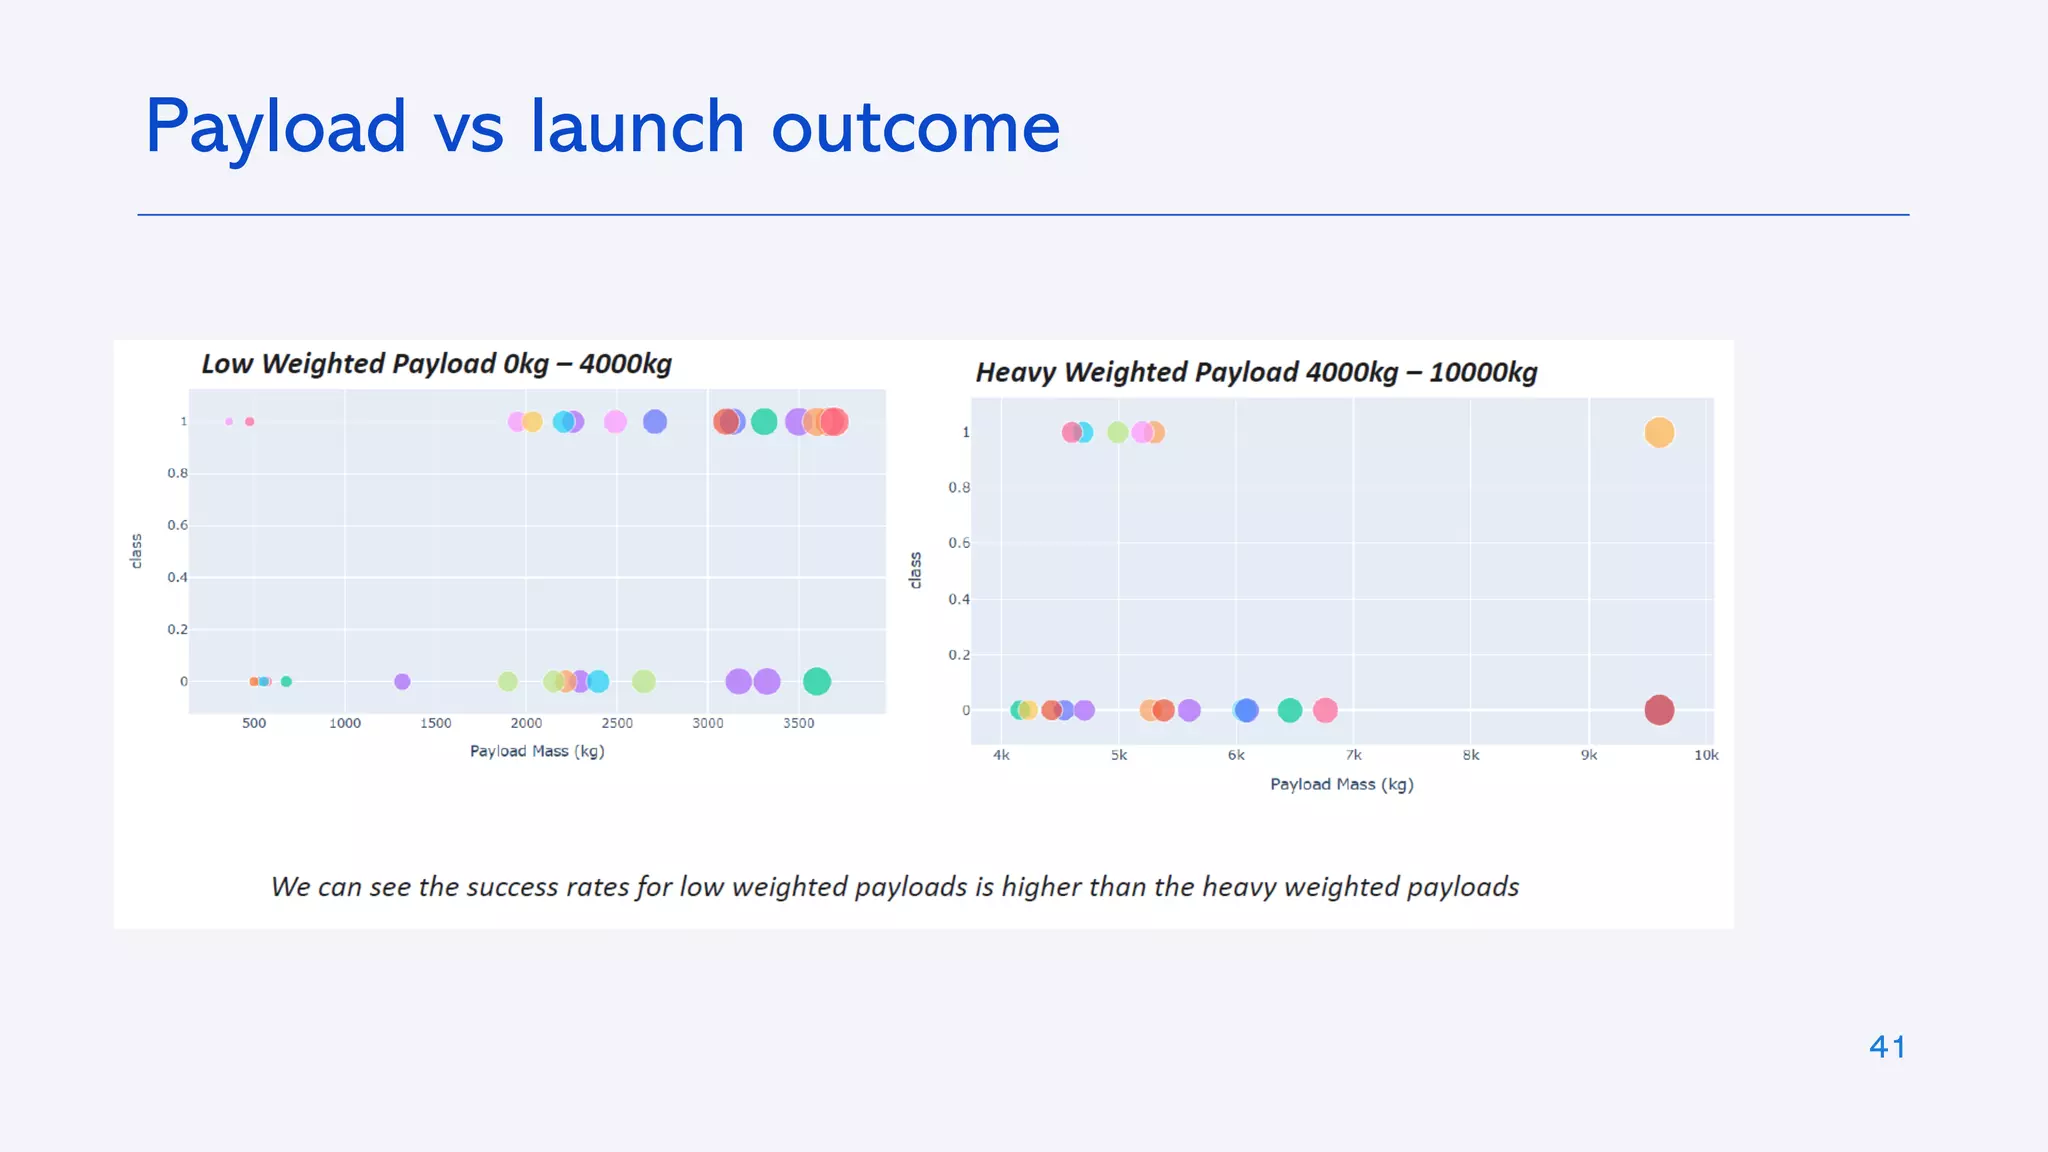 Payload vs launch outcome
Low Weighted Payload 0kg – 4000kg
1
0.8
0.6
0.4
0.2
0
class
500 1000 1500 2000 2500 3000 3500
Payload Mass (kg)
Heavy Weighted Payload 4000kg – 10000kg
1
0.8
0.6
0.4
0.2
0
class
4k 5k 6k 7k 8k 9k 10k
Payload Mass (kg)
We can see the success rates for low weighted payloads is higher than the heavy weighted payloads
41